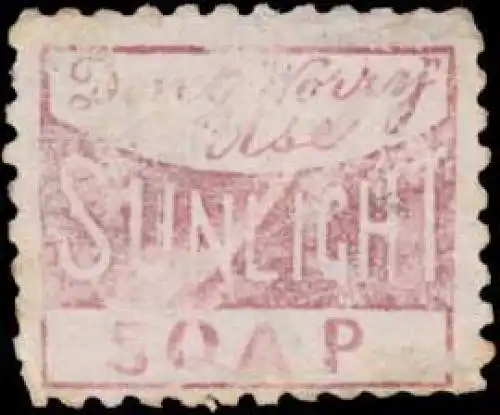 "Don't Worry"
Use
SUNLIGHT
SOAP